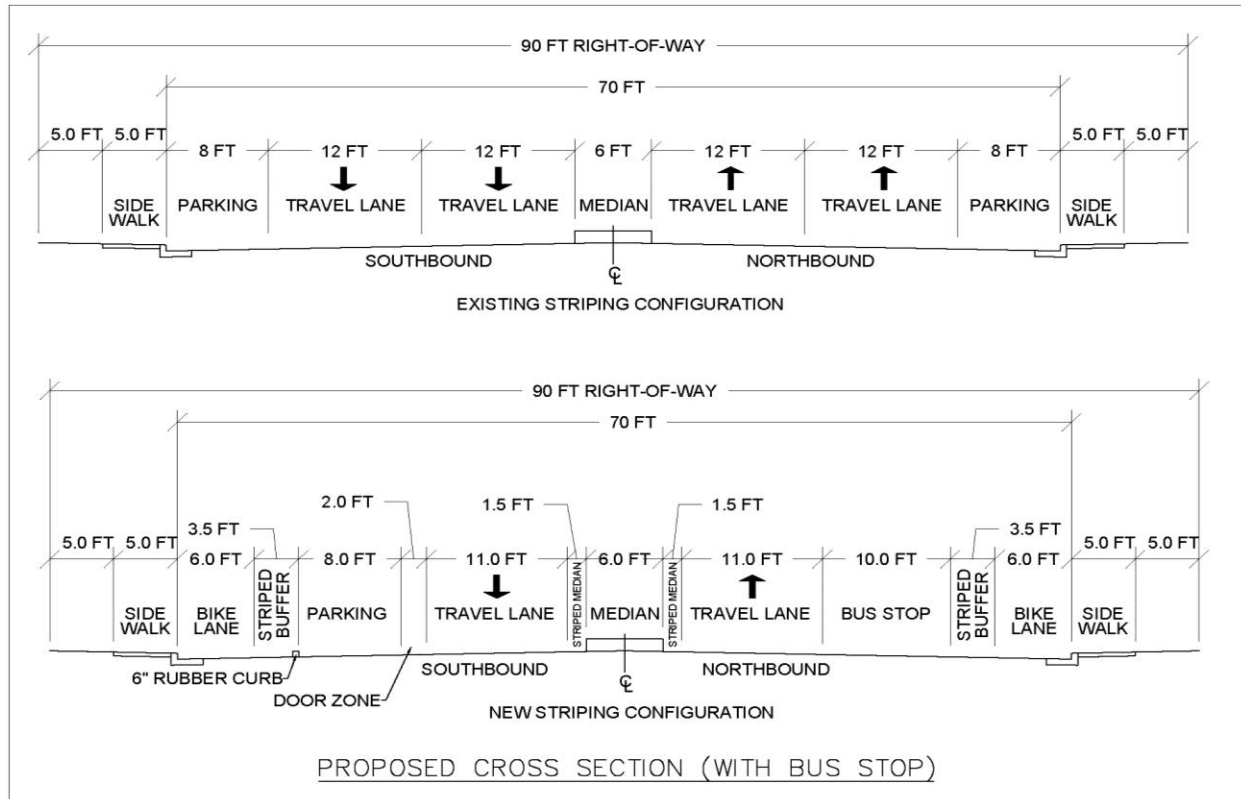 90 FT RIGHT-OF-WAY
70 FT
5.0 FT 5.0 FT 5.0 FT 5.0 FT
8 FT 12 FT 12 FT 6 FT 12 FT 12 FT 8 FT
SIDE WALK PARKING TRAVEL LANE TRAVEL LANE MEDIAN TRAVEL LANE TRAVEL LANE PARKING SIDE WALK
SOUTHBOUND NORTHBOUND
℄
EXISTING STRIPING CONFIGURATION
90 FT RIGHT-OF-WAY
70 FT
2.0 FT 1.5 FT 1.5 FT
3.5 FT 3.5 FT
5.0 FT 5.0 FT 5.0 FT 5.0 FT
6.0 FT 8.0 FT 11.0 FT 6.0 FT 11.0 FT 10.0 FT 6.0 FT
SIDE WALK BIKE LANE STRIPED BUFFER PARKING TRAVEL LANE STRIPED MEDIAN MEDIAN STRIPED MEDIAN TRAVEL LANE BUS STOP STRIPED BUFFER BIKE LANE SIDE WALK
6" RUBBER CURB SOUTHBOUND NORTHBOUND
DOOR ZONE ℄
NEW STRIPING CONFIGURATION
PROPOSED CROSS SECTION (WITH BUS STOP)